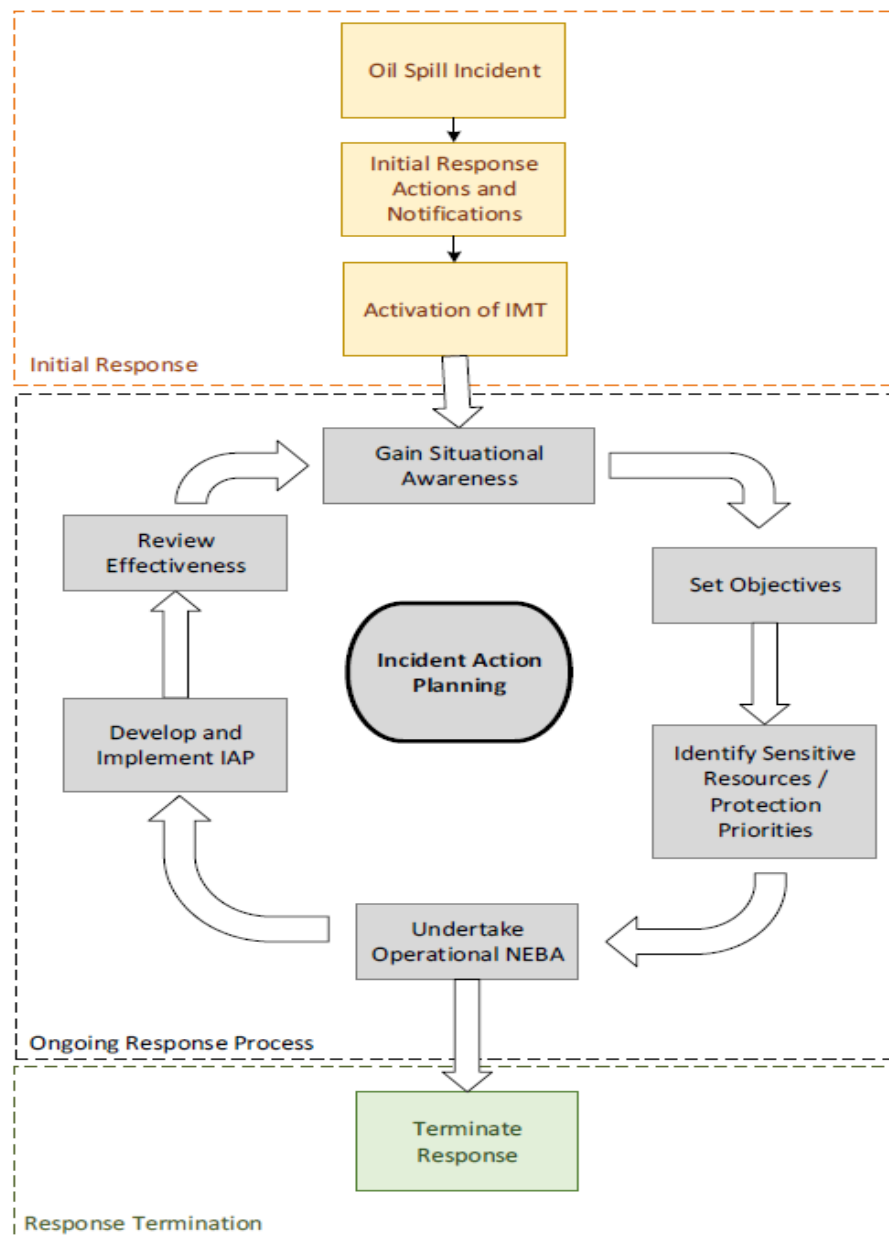 Oil Spill Incident
Initial Response
Actions and
Notifications
Activation of IMT
Initial Response
Gain Situational
Awareness
Set Objectives
Identify Sensitive
Resources /
Protection
Priorities
Undertake
Operational NEBA
Develop and
Implement IAP
Review
Effectiveness
Incident Action
Planning
Ongoing Response Process
Terminate
Response
Response Termination